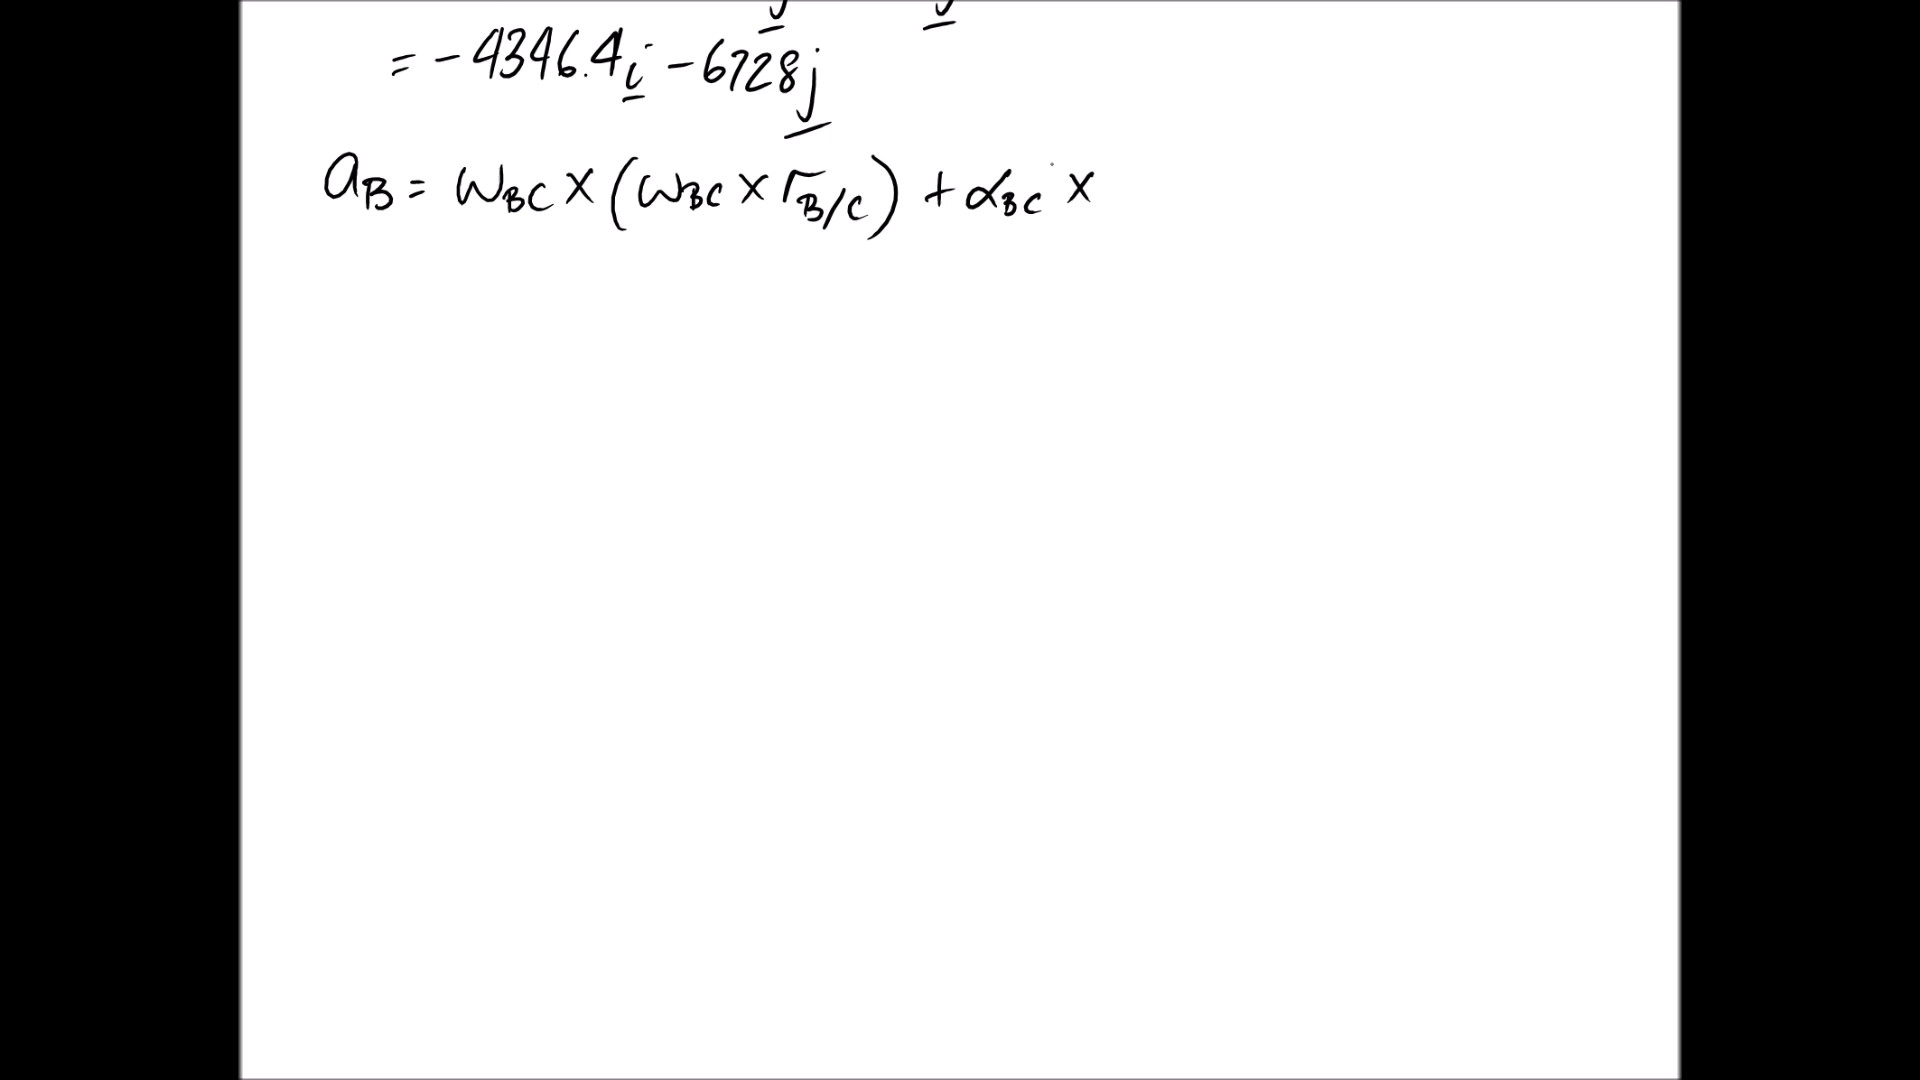 = -4346.4i - 6728j
aB = ωBC × (ωBC × rB/C) + αBC ×